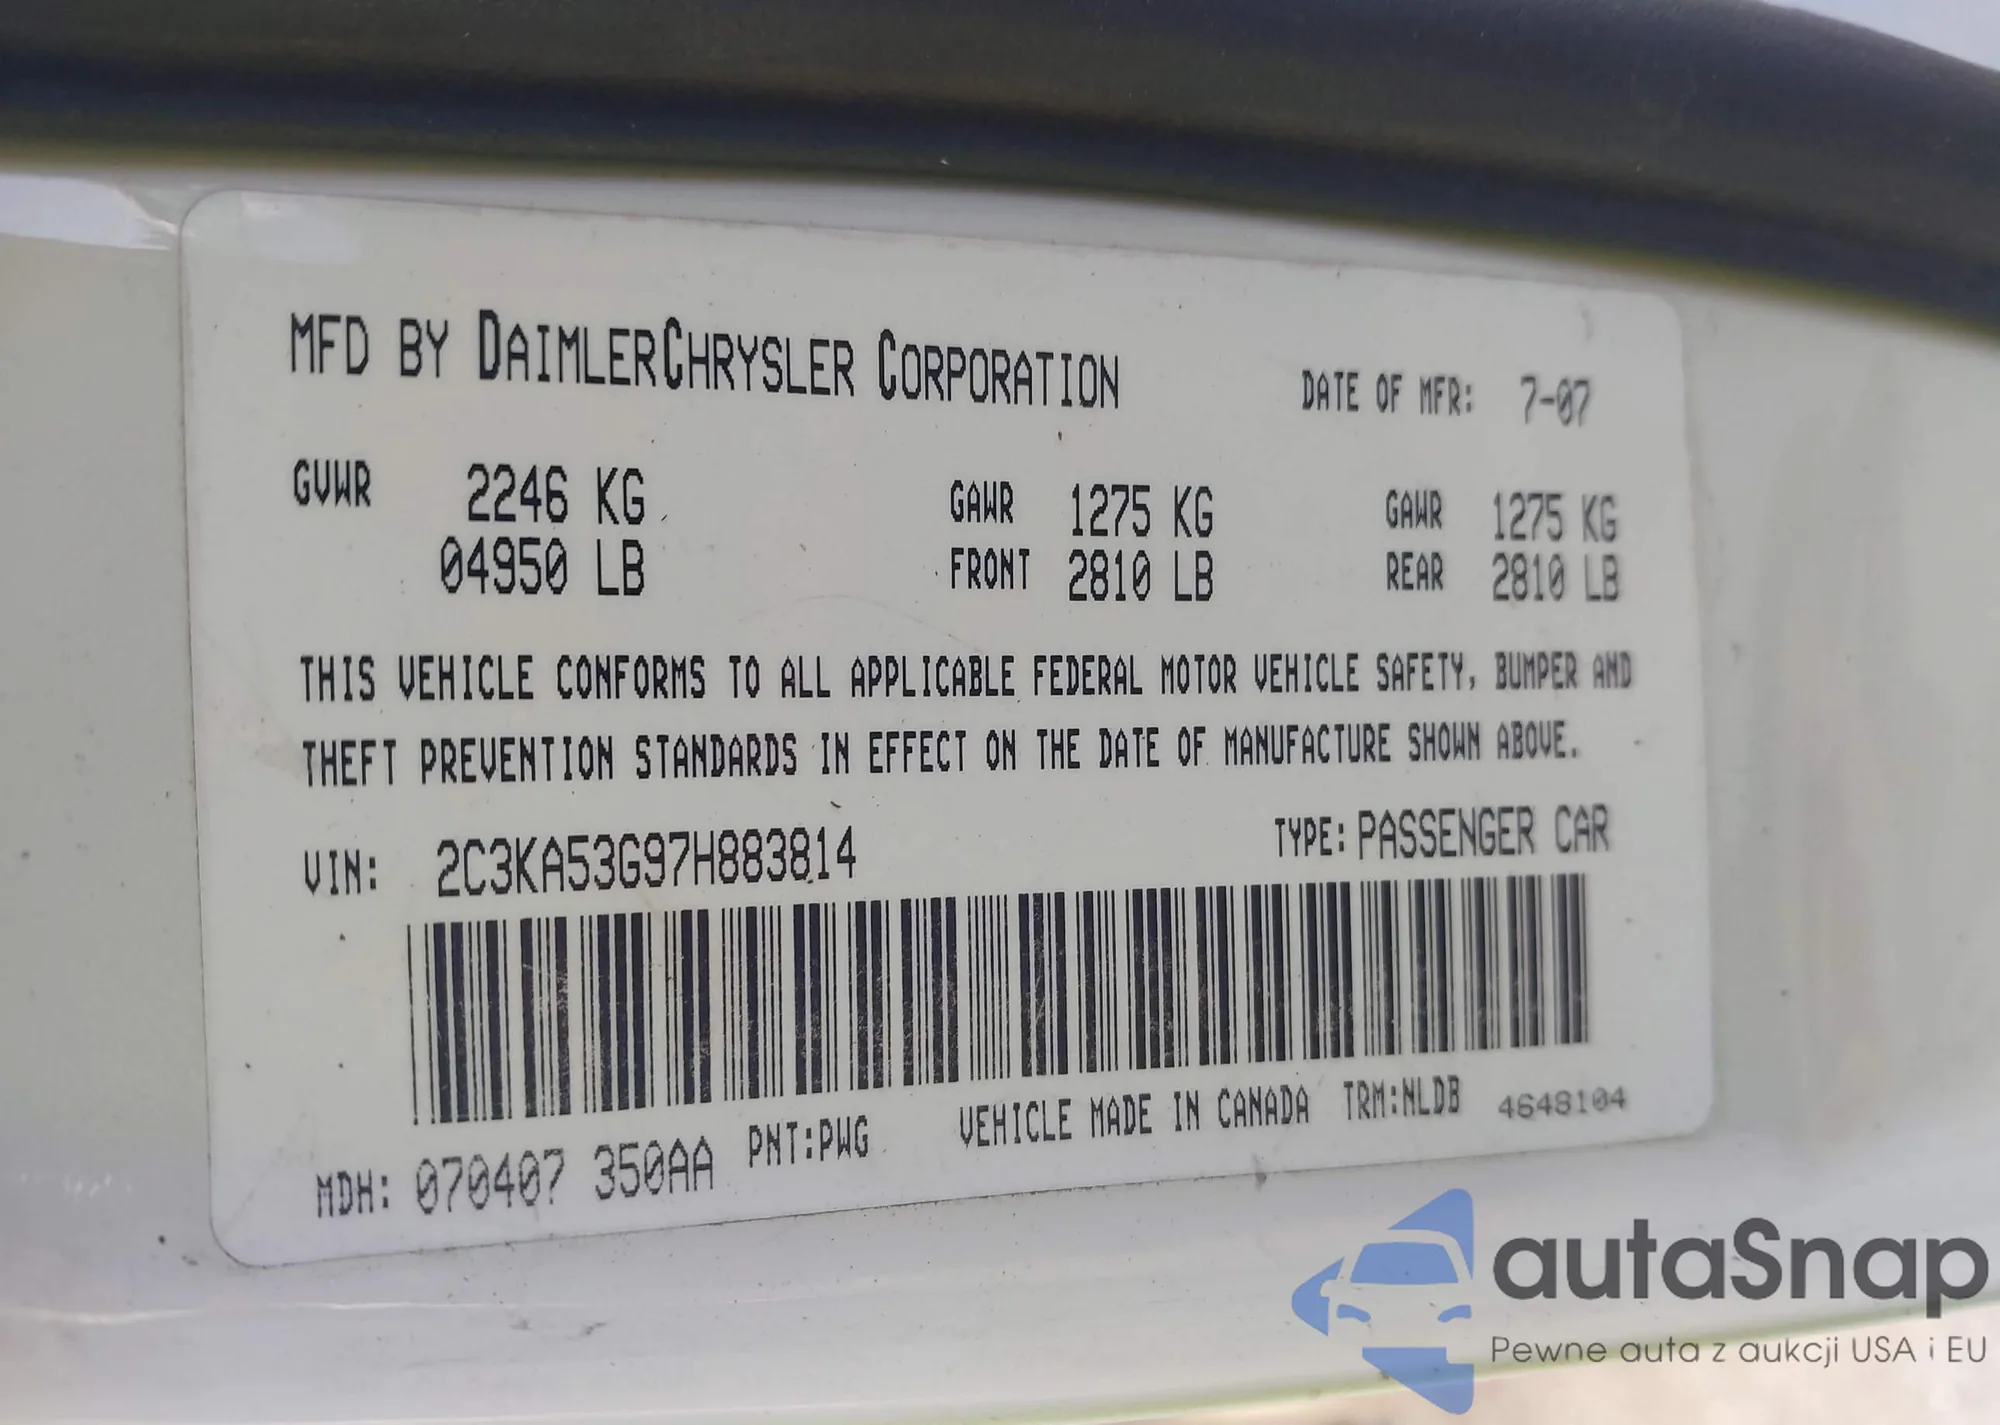 MFD BY DAIMLERCHRYSLER CORPORATION DATE OF MFR: 7-07
GVWR 2246 KG GAWR 1275 KG GAWR 1275 KG
04950 LB FRONT 2810 LB REAR 2810 LB
THIS VEHICLE CONFORMS TO ALL APPLICABLE FEDERAL MOTOR VEHICLE SAFETY, BUMPER AND
THEFT PREVENTION STANDARDS IN EFFECT ON THE DATE OF MANUFACTURE SHOWN ABOVE.
VIN: 2C3KA53G97H883814 TYPE: PASSENGER CAR
MDH: 070407 350AA PNT:PWG VEHICLE MADE IN CANADA TRM:NLDB 4648104
autaSnap
Pewne auta z aukcji USA i EU